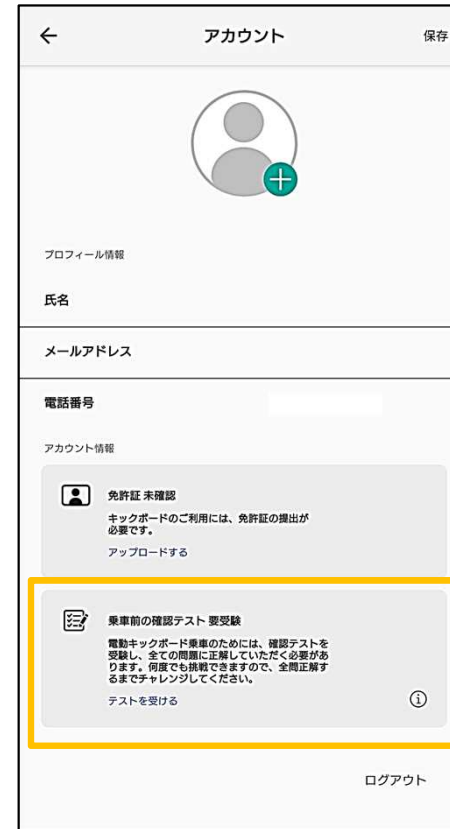 アカウント
保存
プロフィール情報
氏名
メールアドレス
電話番号
アカウント情報
免許証 未確認
キックボードのご利用には、免許証の提出が
必要です。
アップロードする
乗車前の確認テスト 要受験
電動キックボード乗車のためには、確認テストを
受験し、全ての問題に正解していただく必要があ
ります。何度でも挑戦できますので、全問正解す
るまでチャレンジしてください。
テストを受ける
ログアウト